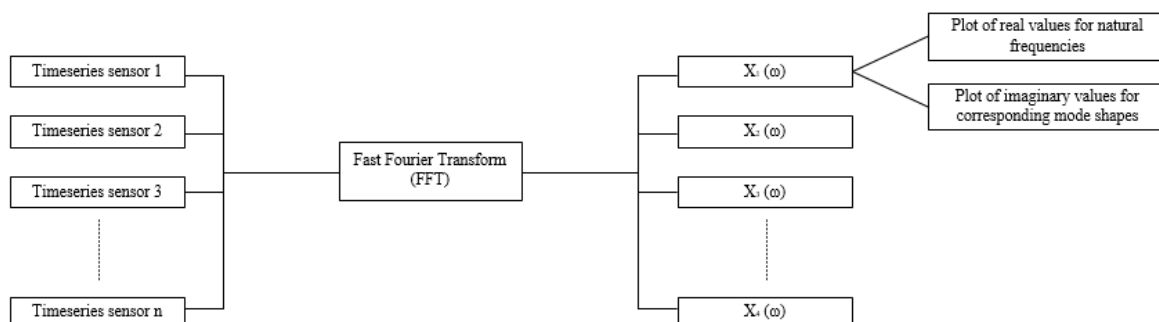 Plot of real values for natural
frequencies
Timeseries sensor 1
X₁ (ω)
Plot of imaginary values for
corresponding mode shapes
Timeseries sensor 2
X₂ (ω)
Fast Fourier Transform
(FFT)
Timeseries sensor 3
X₃ (ω)
Timeseries sensor n
X₄ (ω)